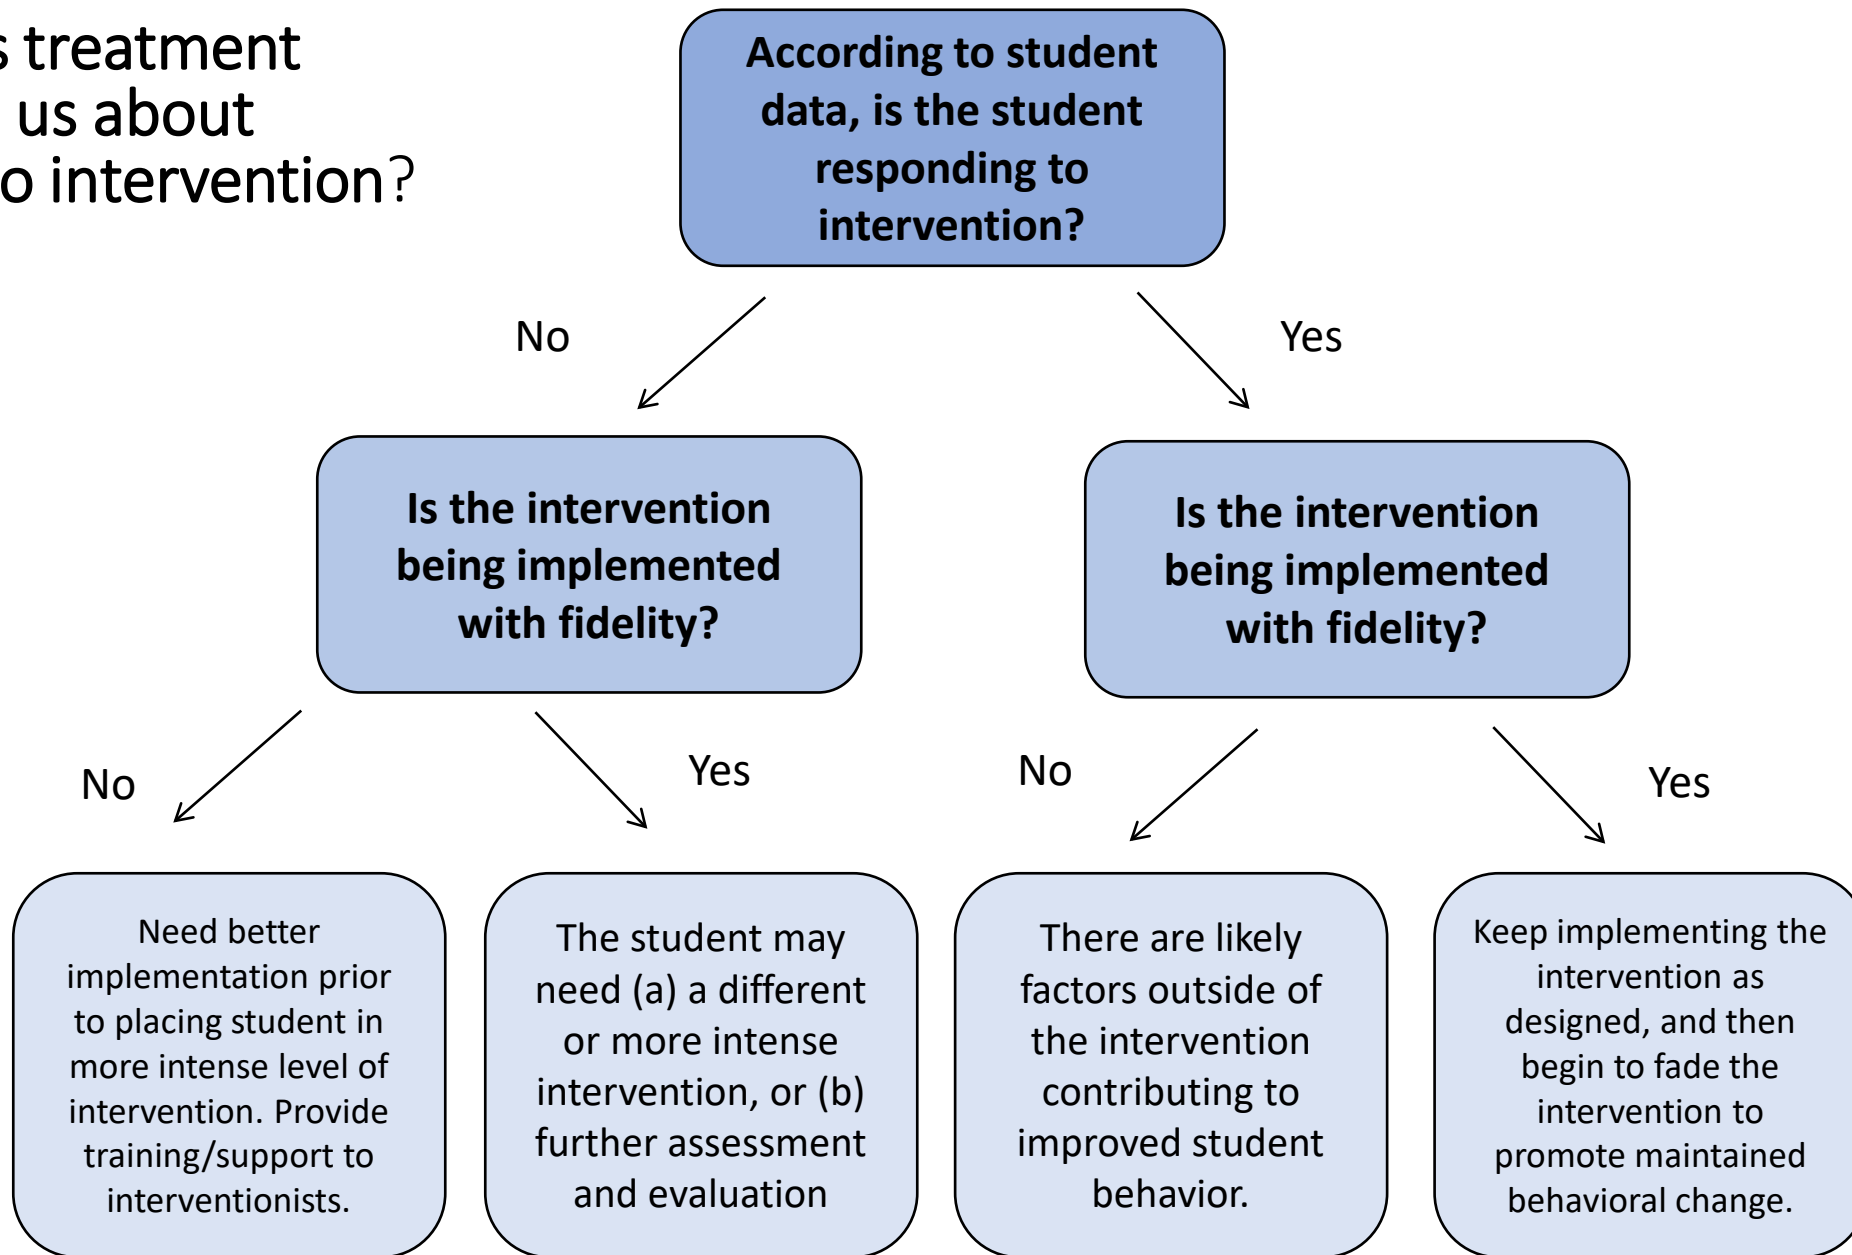 s treatment
us about
o intervention?
According to student
data, is the student
responding to
intervention?
No
Yes
Is the intervention
being implemented
with fidelity?
Is the intervention
being implemented
with fidelity?
No
Yes
No
Yes
Need better
implementation prior
to placing student in
more intense level of
intervention. Provide
training/support to
interventionists.
The student may
need (a) a different
or more intense
intervention, or (b)
further assessment
and evaluation
There are likely
factors outside of
the intervention
contributing to
improved student
behavior.
Keep implementing the
intervention as
designed, and then
begin to fade the
intervention to
promote maintained
behavioral change.